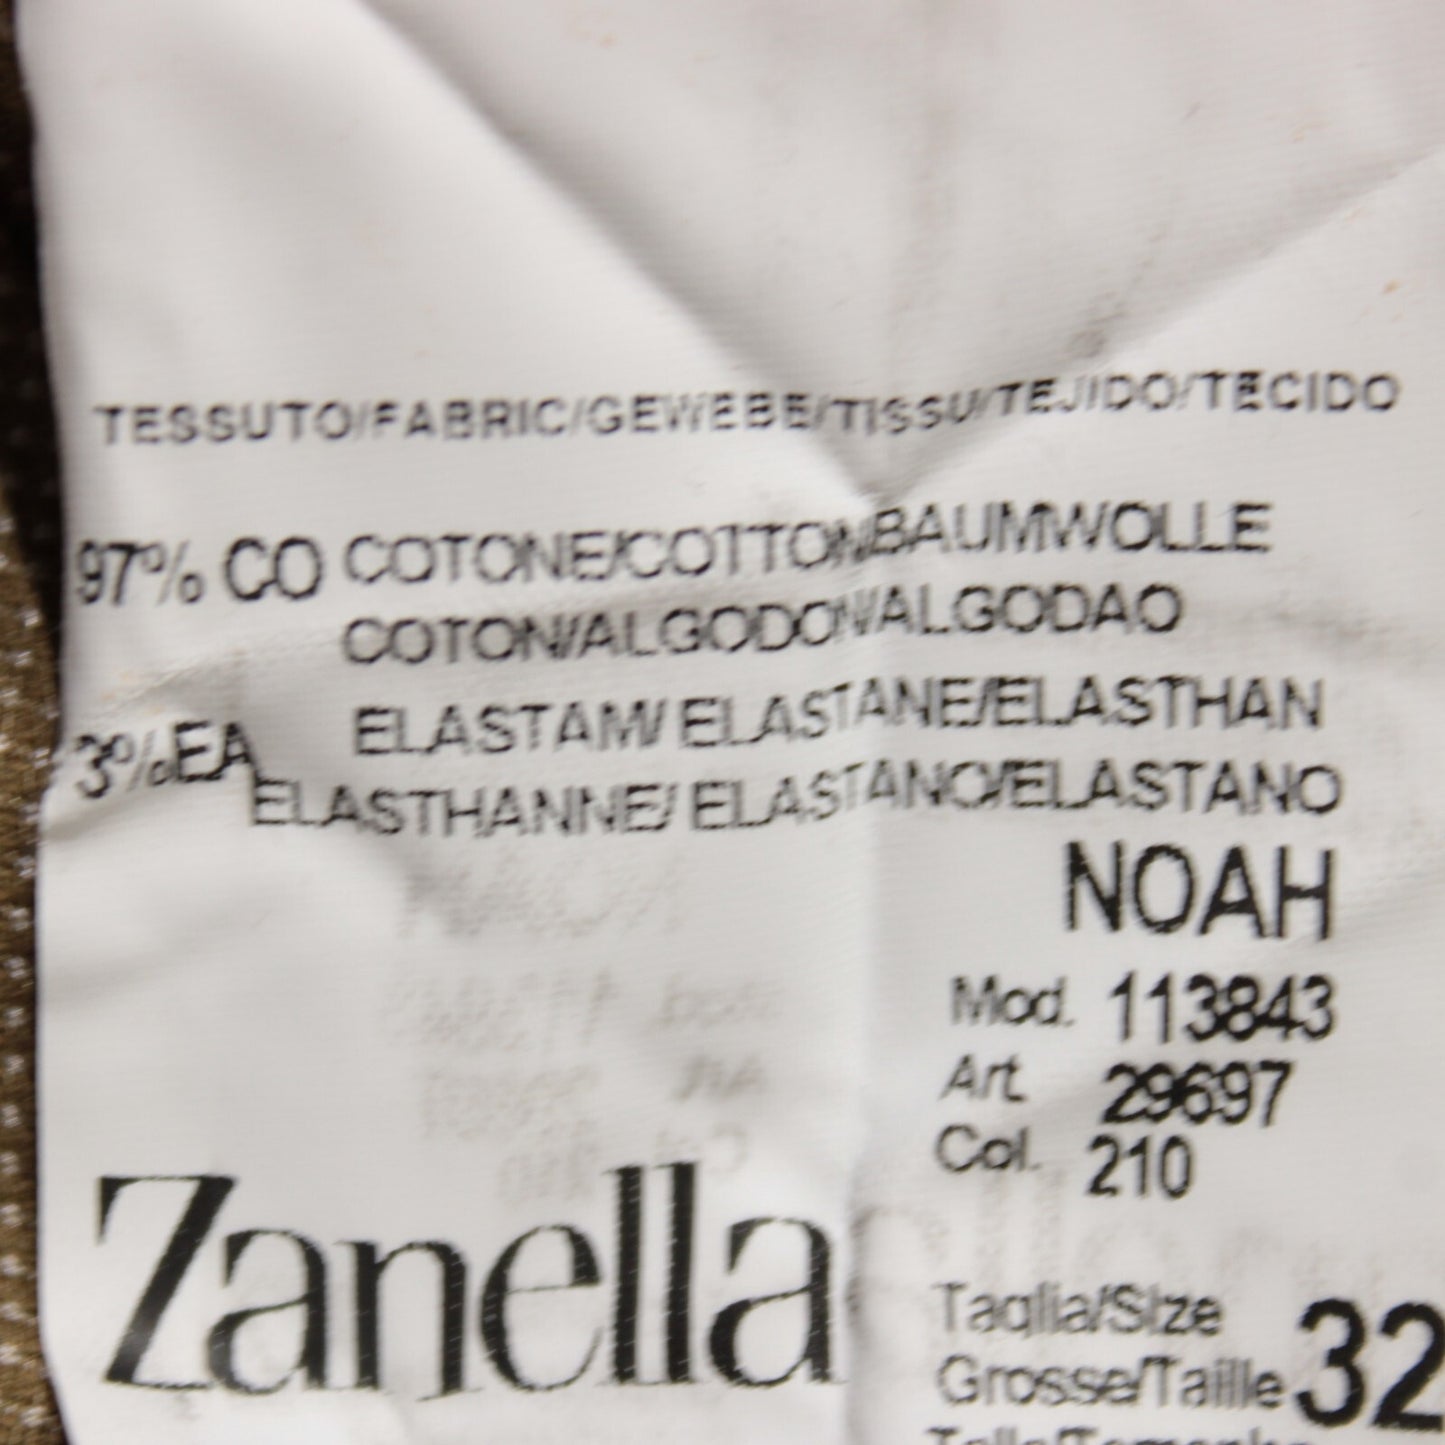 TESSUTO/FABRIC/GEWEBE/TISSU/TEJIDO/TECIDO
97% CO COTONE/COTTON/BAUMWOLLE
COTON/ALGODON/ALGODAO
3% EA ELASTAM/ ELASTANE/ELASTHAN
ELASTHANNE/ ELASTANO/ELASTANO
NOAH
Mod. 113843
Art. 29697
Col. 210
Zanella
Taglia/Size
Grosse/Taille 32